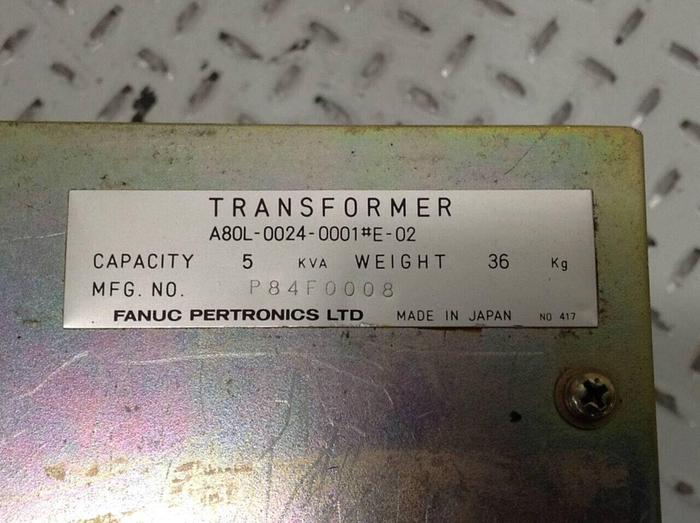 TRANSFORMER
A80L-0024-0001#E-02
CAPACITY 5 KVA WEIGHT 36 Kg
MFG. NO. P84F0008
FANUC PERTRONICS LTD MADE IN JAPAN NO 417